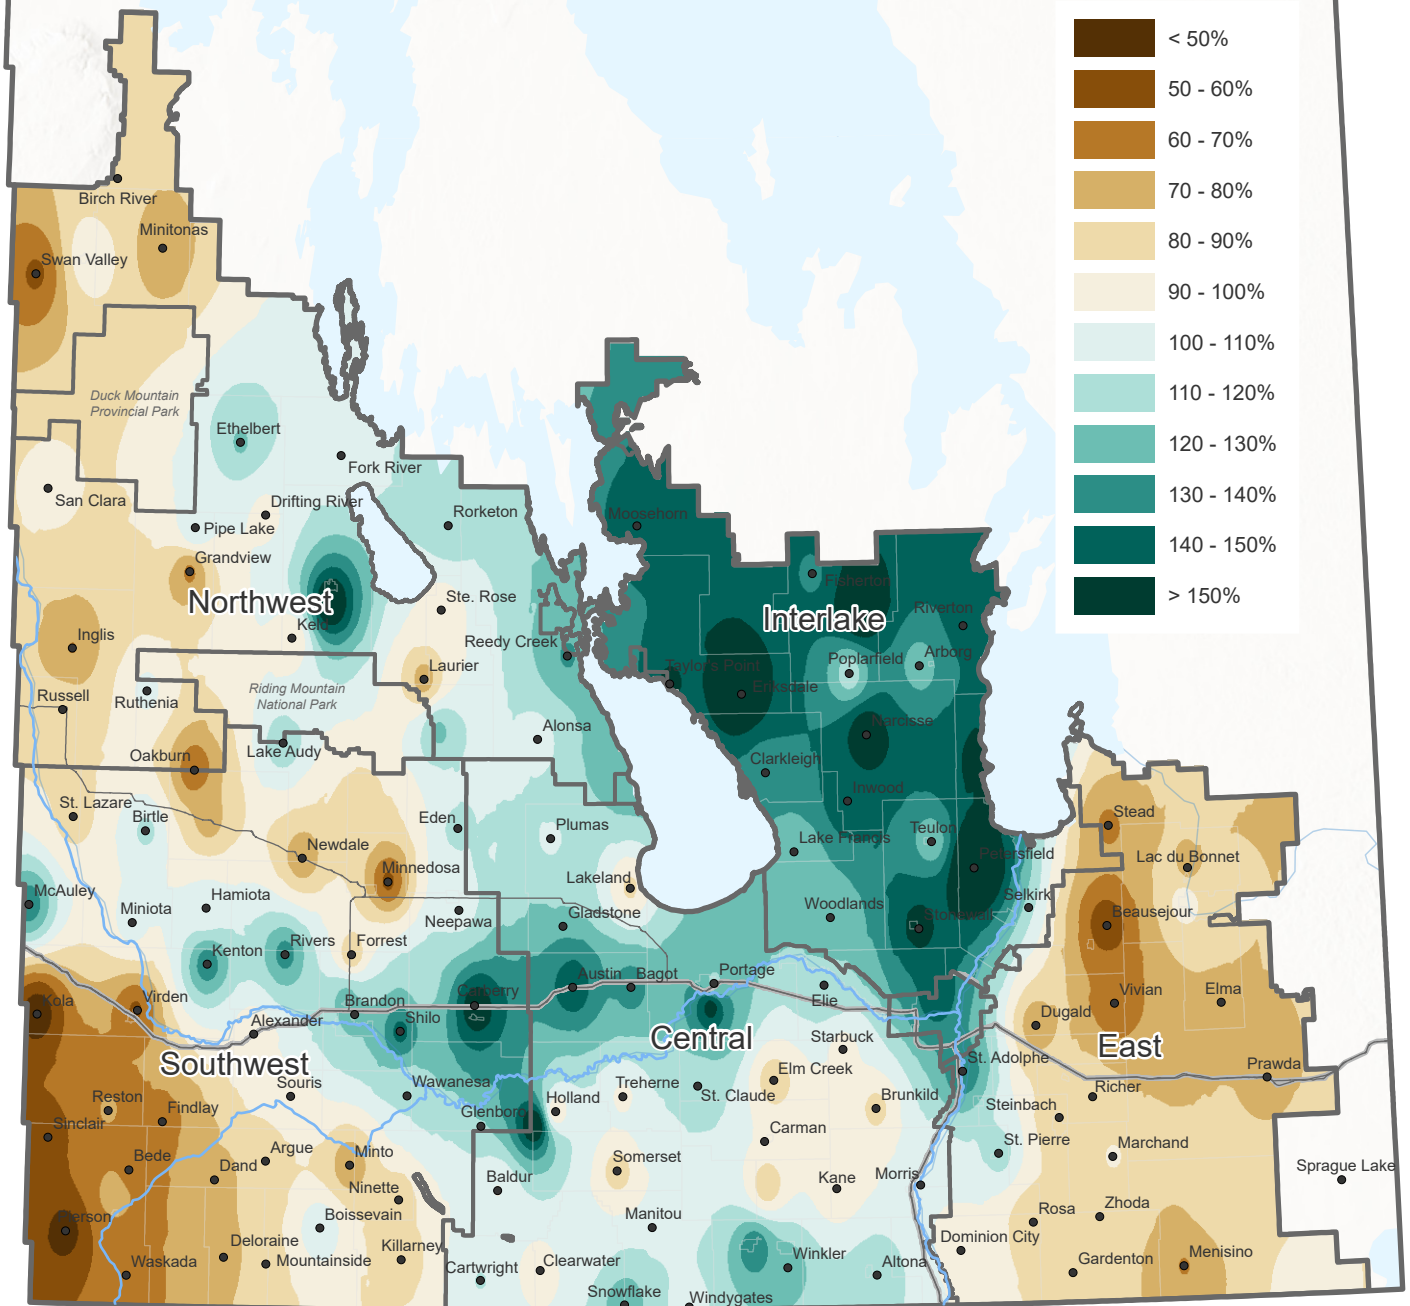 < 50%
50 - 60%
60 - 70%
70 - 80%
80 - 90%
90 - 100%
100 - 110%
110 - 120%
120 - 130%
130 - 140%
140 - 150%
> 150%
Birch River
Minitonas
Swan Valley
Duck Mountain
Provincial Park
Ethelbert
Fork River
San Clara
Drifting River
Rorketon
Pipe Lake
Moosehorn
Grandview
Fisherton
Northwest
Ste. Rose
Interlake
Riverton
Keld
Inglis
Reedy Creek
Taylor's Point
Poplarfield
Arborg
Laurier
Eriksdale
Russell
Ruthenia
Riding Mountain
National Park
Narcisse
Alonsa
Oakburn
Lake Audy
Clarkleigh
Inwood
St. Lazare
Birtle
Eden
Plumas
Lake Francis
Teulon
Stead
Newdale
Petersfield
Lac du Bonnet
Minnedosa
Lakeland
McAuley
Miniota
Hamiota
Neepawa
Gladstone
Woodlands
Stonewall
Selkirk
Beausejour
Kenton
Rivers
Forrest
Austin
Bagot
Portage
Kola
Virden
Brandon
Carberry
Elie
Vivian
Elma
Alexander
Shilo
Central
Starbuck
Dugald
East
Southwest
St. Adolphe
Souris
Wawanesa
Treherne
St. Claude
Elm Creek
Prawda
Reston
Findlay
Glenboro
Holland
Brunkild
Steinbach
Richer
Sinclair
Carman
St. Pierre
Marchand
Bede
Dand
Argue
Minto
Somerset
Sprague Lake
Ninette
Baldur
Kane
Morris
Pierson
Boissevain
Manitou
Rosa
Zhoda
Deloraine
Dominion City
Waskada
Mountainside
Killarney
Cartwright
Clearwater
Winkler
Altona
Gardenton
Menisino
Snowflake
Windygates